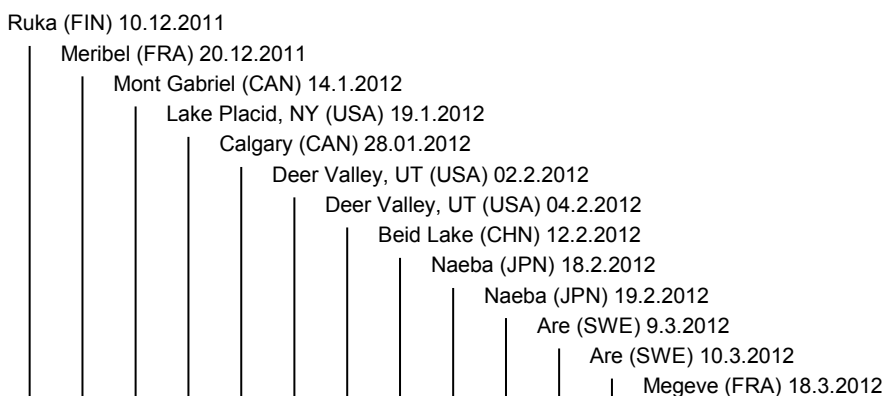 Ruka (FIN) 10.12.2011
Meribel (FRA) 20.12.2011
Mont Gabriel (CAN) 14.1.2012
Lake Placid, NY (USA) 19.1.2012
Calgary (CAN) 28.01.2012
Deer Valley, UT (USA) 02.2.2012
Deer Valley, UT (USA) 04.2.2012
Beid Lake (CHN) 12.2.2012
Naeba (JPN) 18.2.2012
Naeba (JPN) 19.2.2012
Are (SWE) 9.3.2012
Are (SWE) 10.3.2012
Megeve (FRA) 18.3.2012